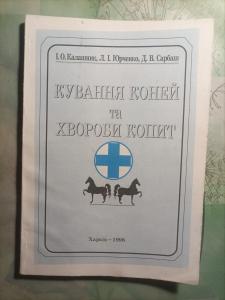 І. О. Калашник, Л. І. Юрченко, Д. В. Сарбаш
КУВАННЯ КОНЕЙ
ТА
ХВОРОБИ КОПИТ
Харків – 1996